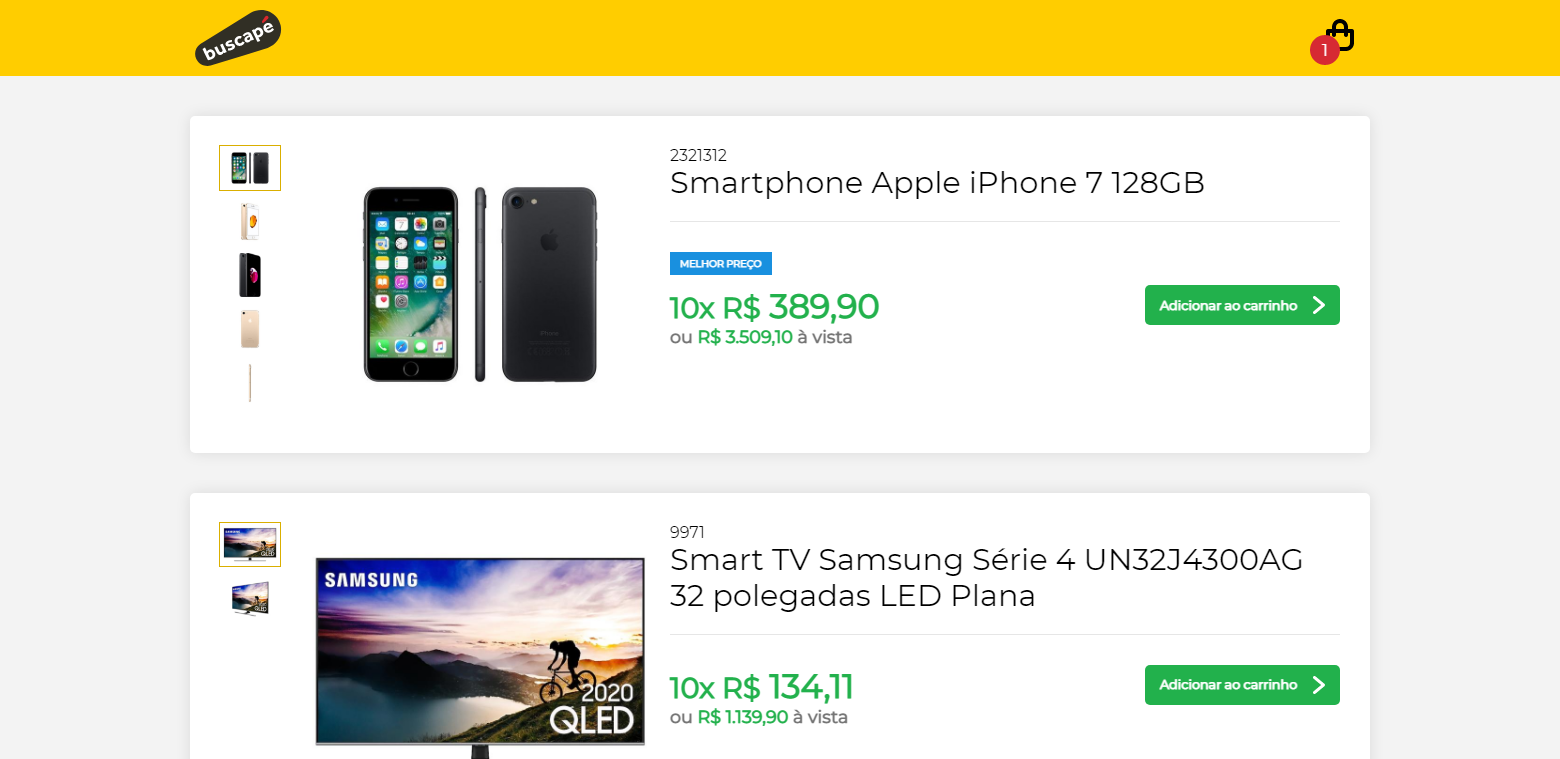 buscapé
1
2321312
Smartphone Apple iPhone 7 128GB
MELHOR PREÇO
10x R$ 389,90
Adicionar ao carrinho
ou R$ 3.509,10 à vista
9971
Smart TV Samsung Série 4 UN32J4300AG
32 polegadas LED Plana
SAMSUNG
2020
QLED
10x R$ 134,11
Adicionar ao carrinho
ou R$ 1.139,90 à vista